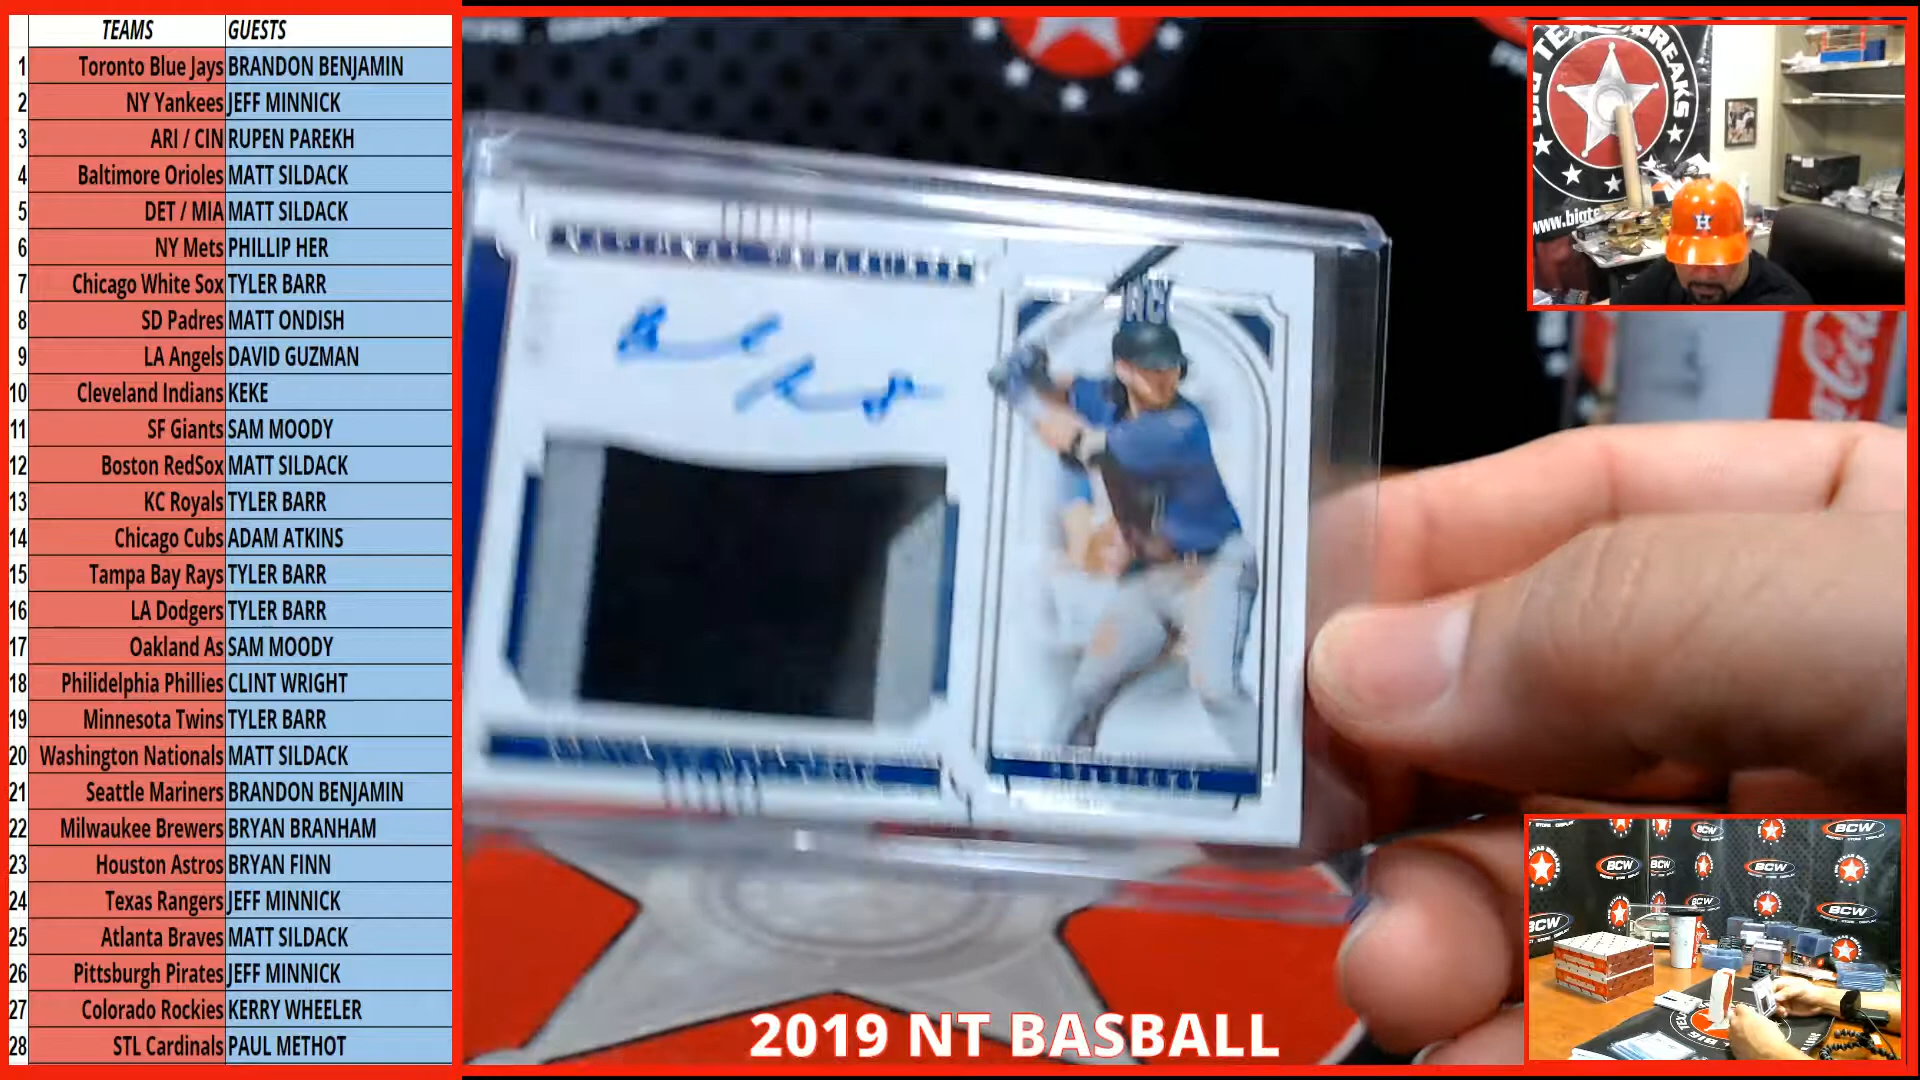 TEAMS GUESTS
1 Toronto Blue Jays BRANDON BENJAMIN
2 NY Yankees JEFF MINNICK
3 ARI / CIN RUPEN PAREKH
4 Baltimore Orioles MATT SILDACK
5 DET / MIA MATT SILDACK
6 NY Mets PHILLIP HER
7 Chicago White Sox TYLER BARR
8 SD Padres MATT ONDISH
9 LA Angels DAVID GUZMAN
10 Cleveland Indians KEKE
11 SF Giants SAM MOODY
12 Boston RedSox MATT SILDACK
13 KC Royals TYLER BARR
14 Chicago Cubs ADAM ATKINS
15 Tampa Bay Rays TYLER BARR
16 LA Dodgers TYLER BARR
17 Oakland As SAM MOODY
18 Philidelphia Phillies CLINT WRIGHT
19 Minnesota Twins TYLER BARR
20 Washington Nationals MATT SILDACK
21 Seattle Mariners BRANDON BENJAMIN
22 Milwaukee Brewers BRYAN BRANHAM
23 Houston Astros BRYAN FINN
24 Texas Rangers JEFF MINNICK
25 Atlanta Braves MATT SILDACK
26 Pittsburgh Pirates JEFF MINNICK
27 Colorado Rockies KERRY WHEELER
28 STL Cardinals PAUL METHOT
2019 NT BASBALL
BREAKS
H
Coca-Cola
BCW
BCW
BCW
BCW
BCW
BCW
BCW